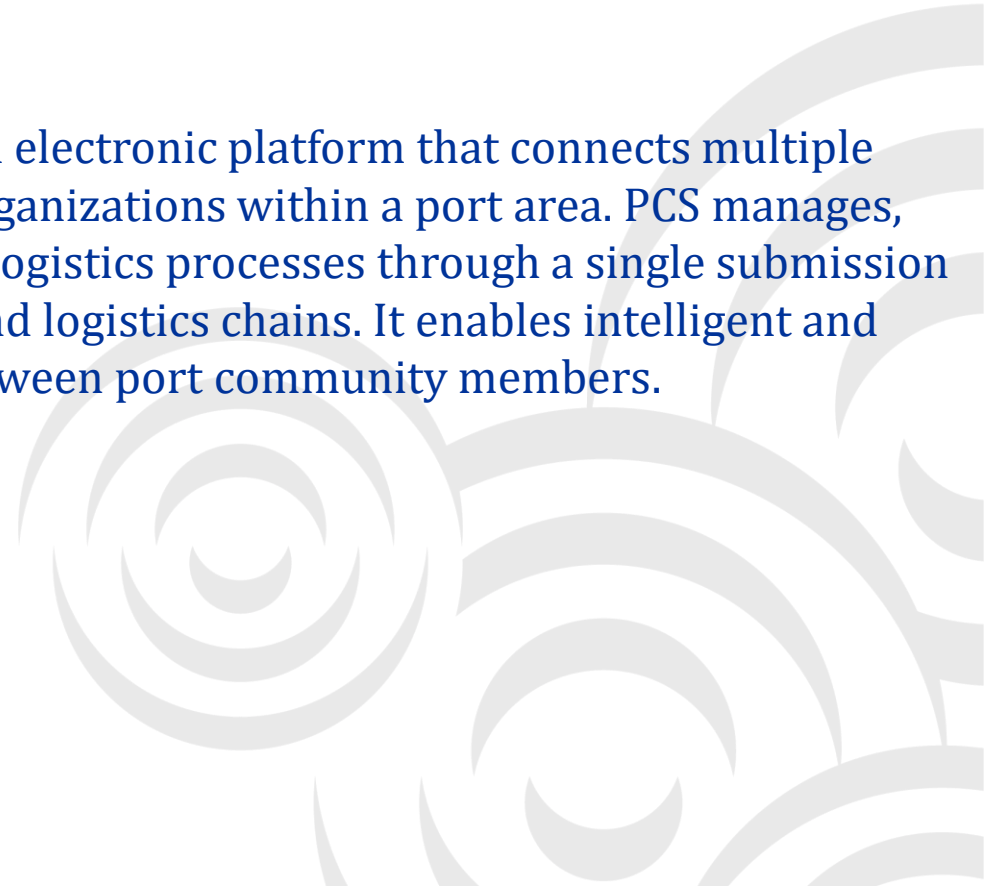 electronic platform that connects multiple
ganizations within a port area. PCS manages,
ogistics processes through a single submission
d logistics chains. It enables intelligent and
ween port community members.